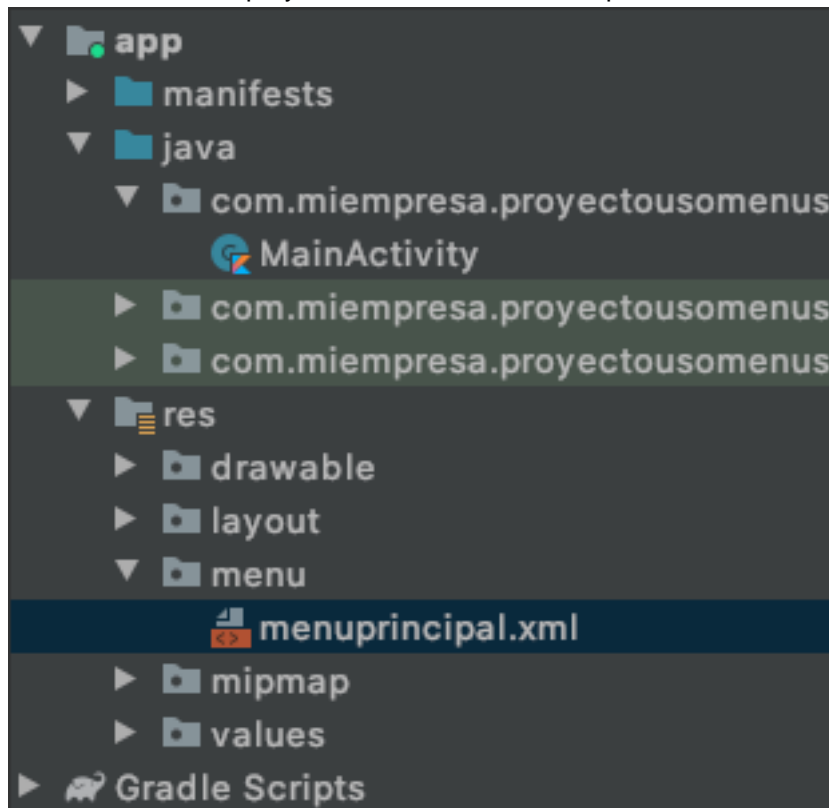 app
manifests
java
com.miempresa.proyectousomenus
MainActivity
com.miempresa.proyectousomenus
com.miempresa.proyectousomenus
res
drawable
layout
menu
menuprincipal.xml
mipmap
values
Gradle Scripts